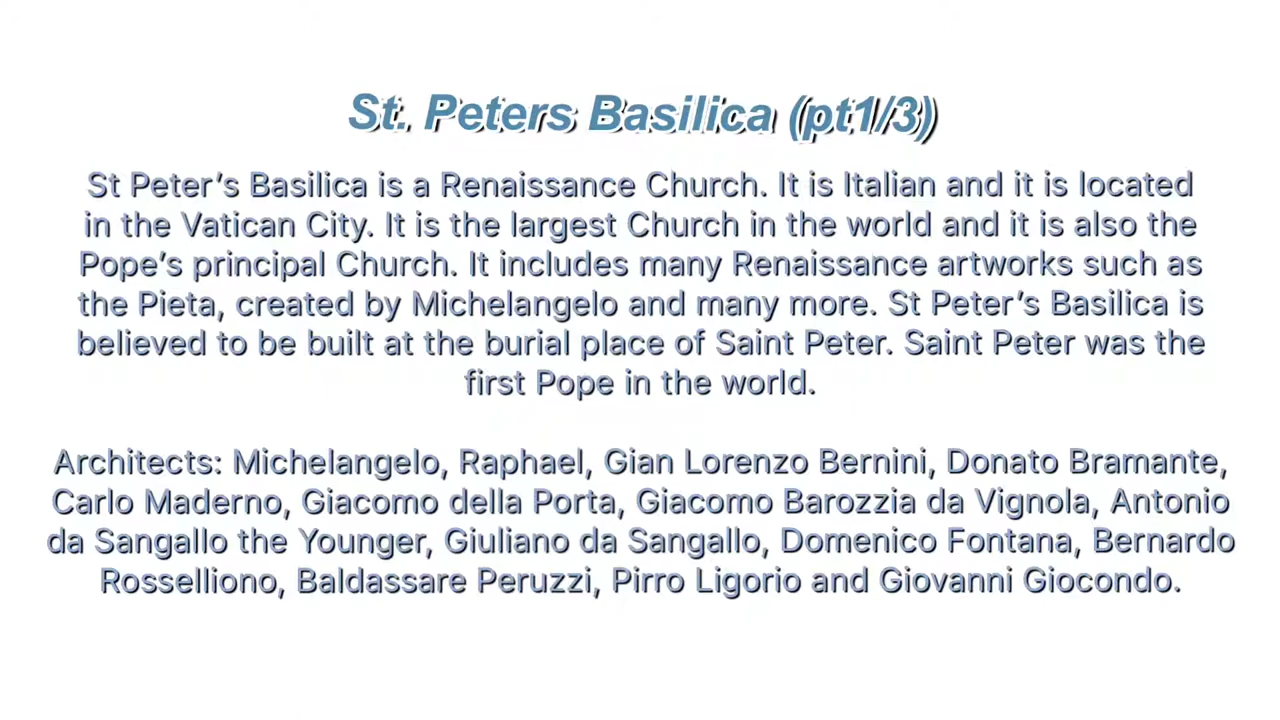 St. Peters Basilica (pt1/3)
St Peter’s Basilica is a Renaissance Church. It is Italian and it is located
in the Vatican City. It is the largest Church in the world and it is also the
Pope’s principal Church. It includes many Renaissance artworks such as
the Pieta, created by Michelangelo and many more. St Peter’s Basilica is
believed to be built at the burial place of Saint Peter. Saint Peter was the
first Pope in the world.
Architects: Michelangelo, Raphael, Gian Lorenzo Bernini, Donato Bramante,
Carlo Maderno, Giacomo della Porta, Giacomo Barozzia da Vignola, Antonio
da Sangallo the Younger, Giuliano da Sangallo, Domenico Fontana, Bernardo
Rosselliono, Baldassare Peruzzi, Pirro Ligorio and Giovanni Giocondo.